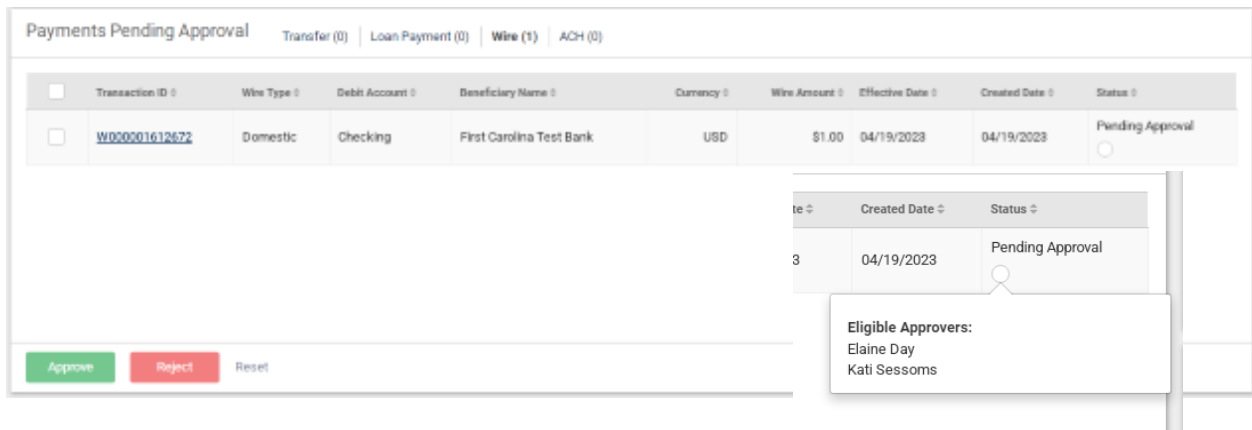 Payments Pending Approval Transfer (0) Loan Payment (0) Wire (1) ACH (0)
Transaction ID Wire Type Debit Account Beneficiary Name Currency Wire Amount Effective Date Created Date Status
W000001612672 Domestic Checking First Carolina Test Bank USD $1.00 04/19/2023 04/19/2023 Pending Approval
te Created Date Status
3 04/19/2023 Pending Approval
Eligible Approvers:
Elaine Day
Kati Sessoms
Approve Reject Reset